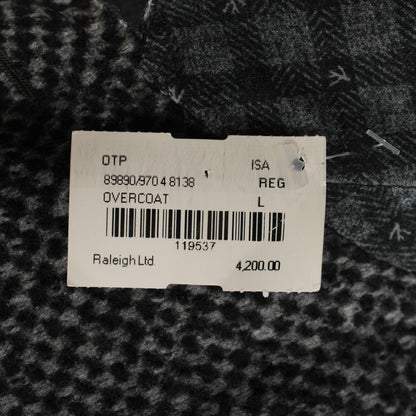 OTP ISA
89890/970 4 8138 REG
OVERCOAT L
119537
Raleigh Ltd. 4,200.00